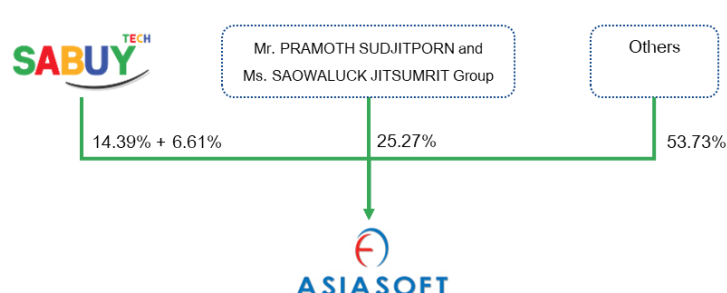 SABUY
TECH
Mr. PRAMOTH SUDJITPORN and
Ms. SAOWALUCK JITSUMRIT Group
Others
14.39% + 6.61%
25.27%
53.73%
ASIASOFT